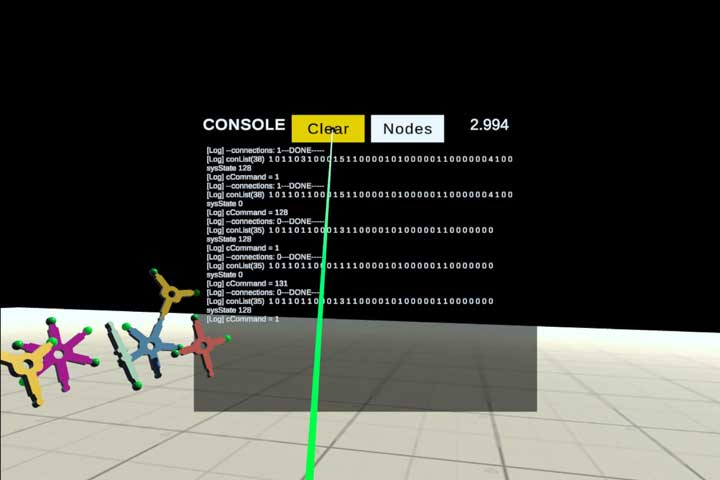 CONSOLE Clear Nodes 2.994
[Log] --connections: 1---DONE-----
[Log] conList(38) 1 0 1 1 0 3 1 0 0 0 1 5 1 1 0 0 0 0 1 0 1 0 0 0 0 0 1 1 0 0 0 0 0 0 4 1 0 0
sysState 128
[Log] cCommand = 1
[Log] --connections: 1---DONE-----
[Log] conList(38) 1 0 1 1 0 1 1 0 0 0 1 5 1 1 0 0 0 0 1 0 1 0 0 0 0 0 1 1 0 0 0 0 0 0 4 1 0 0
sysState 0
[Log] cCommand = 128
[Log] --connections: 0---DONE-----
[Log] conList(35) 1 0 1 1 0 1 1 0 0 0 1 3 1 1 0 0 0 0 1 0 1 0 0 0 0 0 1 1 0 0 0 0 0 0 0
sysState 128
[Log] cCommand = 1
[Log] --connections: 0---DONE-----
[Log] conList(35) 1 0 1 1 0 1 1 0 0 0 1 1 1 1 0 0 0 0 1 0 1 0 0 0 0 0 1 1 0 0 0 0 0 0 0
sysState 0
[Log] cCommand = 131
[Log] --connections: 0---DONE-----
[Log] conList(35) 1 0 1 1 0 1 1 0 0 0 1 3 1 1 0 0 0 0 1 0 1 0 0 0 0 0 1 1 0 0 0 0 0 0 0
sysState 128
[Log] cCommand = 1